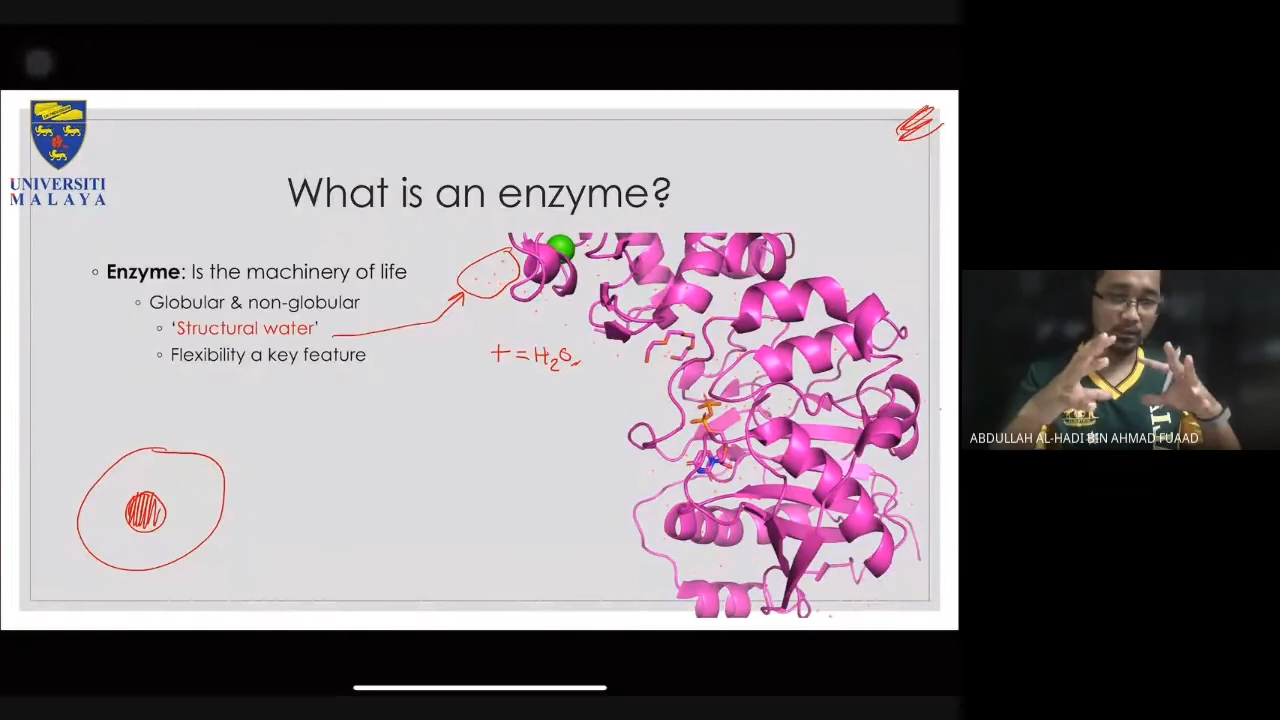 UNIVERSITI
MALAYA
What is an enzyme?
Enzyme: Is the machinery of life
Globular & non-globular
'Structural water'
Flexibility a key feature
+ = H₂O
ABDULLAH AL-HADI BIN AHMAD FUAAD